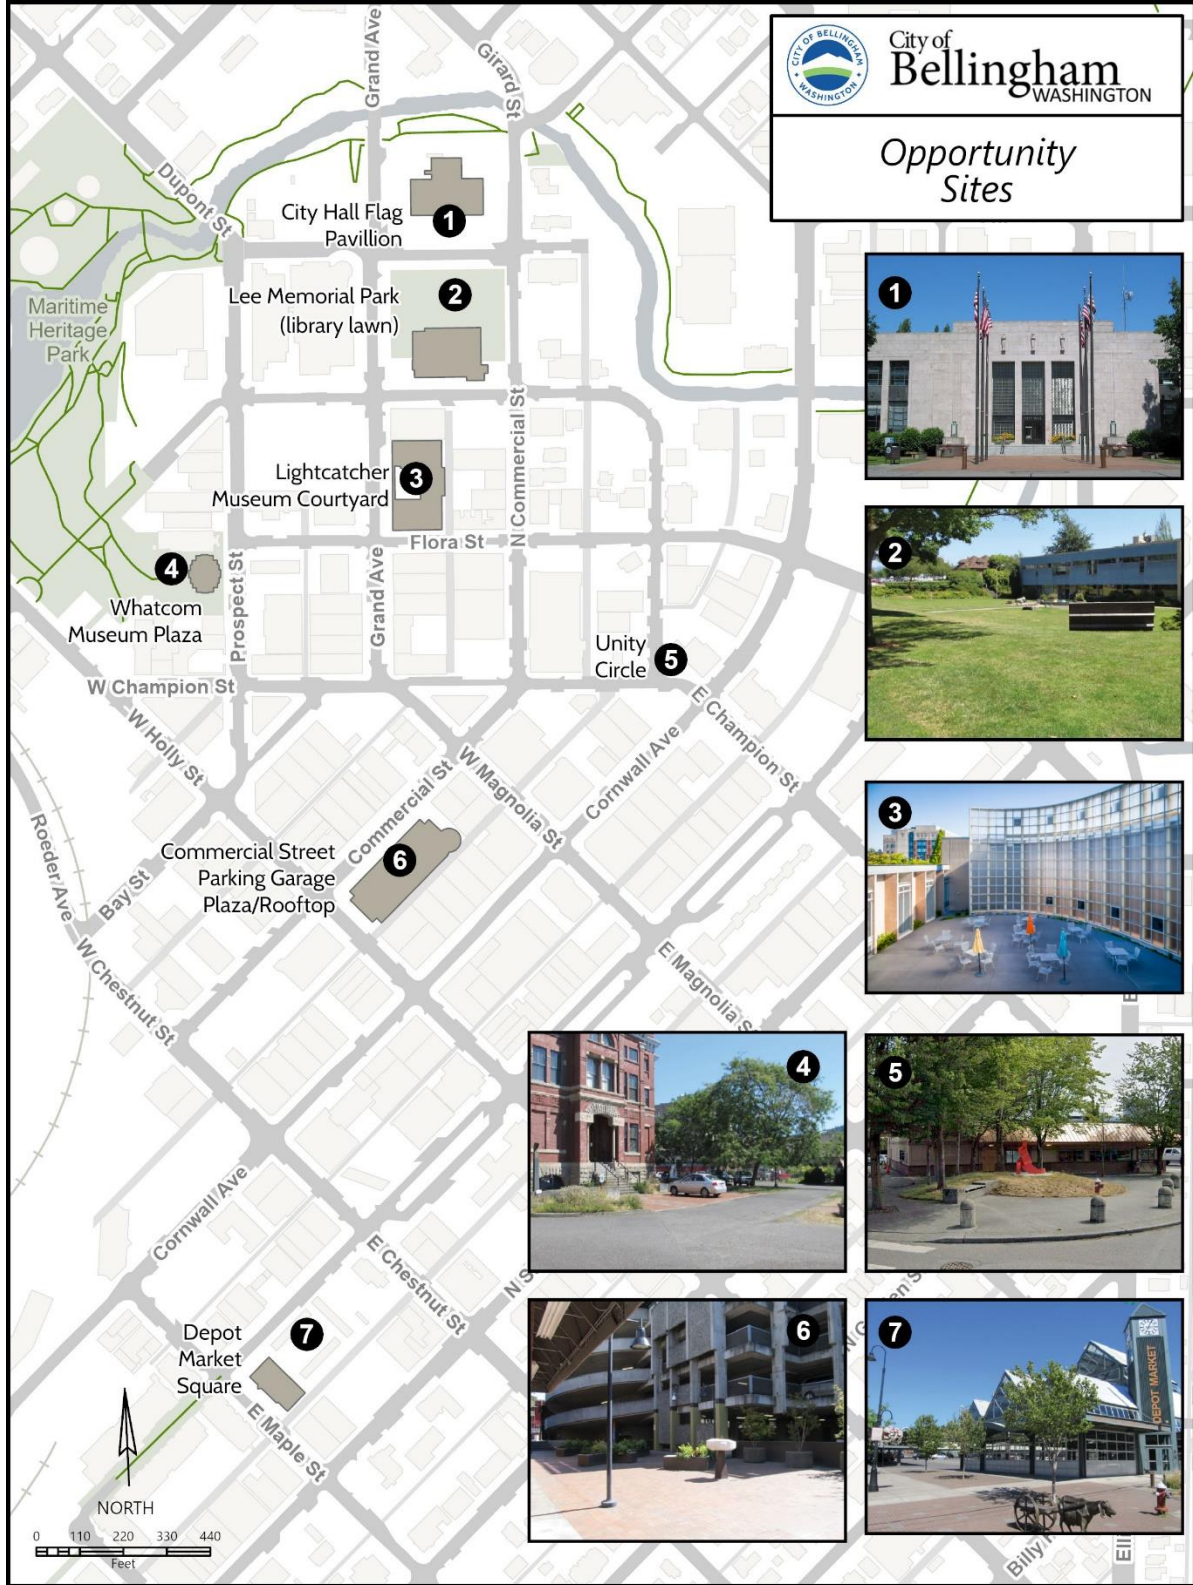 CITY OF BELLINGHAM
WASHINGTON
City of
Bellingham
WASHINGTON
Opportunity
Sites
Grand Ave
Girard St
Dupont St
City Hall Flag
Pavillion
1
Lee Memorial Park
(library lawn)
2
Maritime
Heritage
Park
N Commercial St
Lightcatcher
Museum Courtyard
3
Flora St
Prospect St
Grand Ave
4
Whatcom
Museum Plaza
Unity
Circle
5
W Champion St
E Champion St
W Holly St
Commercial St
W Magnolia St
Cornwall Ave
Roeder Ave
Bay St
Commercial Street
Parking Garage
Plaza/Rooftop
6
W Chestnut St
E Magnolia S
Cornwall Ave
E Chestnut St
N S
Depot
Market
Square
7
E Maple St
NORTH
0 110 220 330 440
Feet
1
2
3
4
5
6
7
DEPOT MARKET